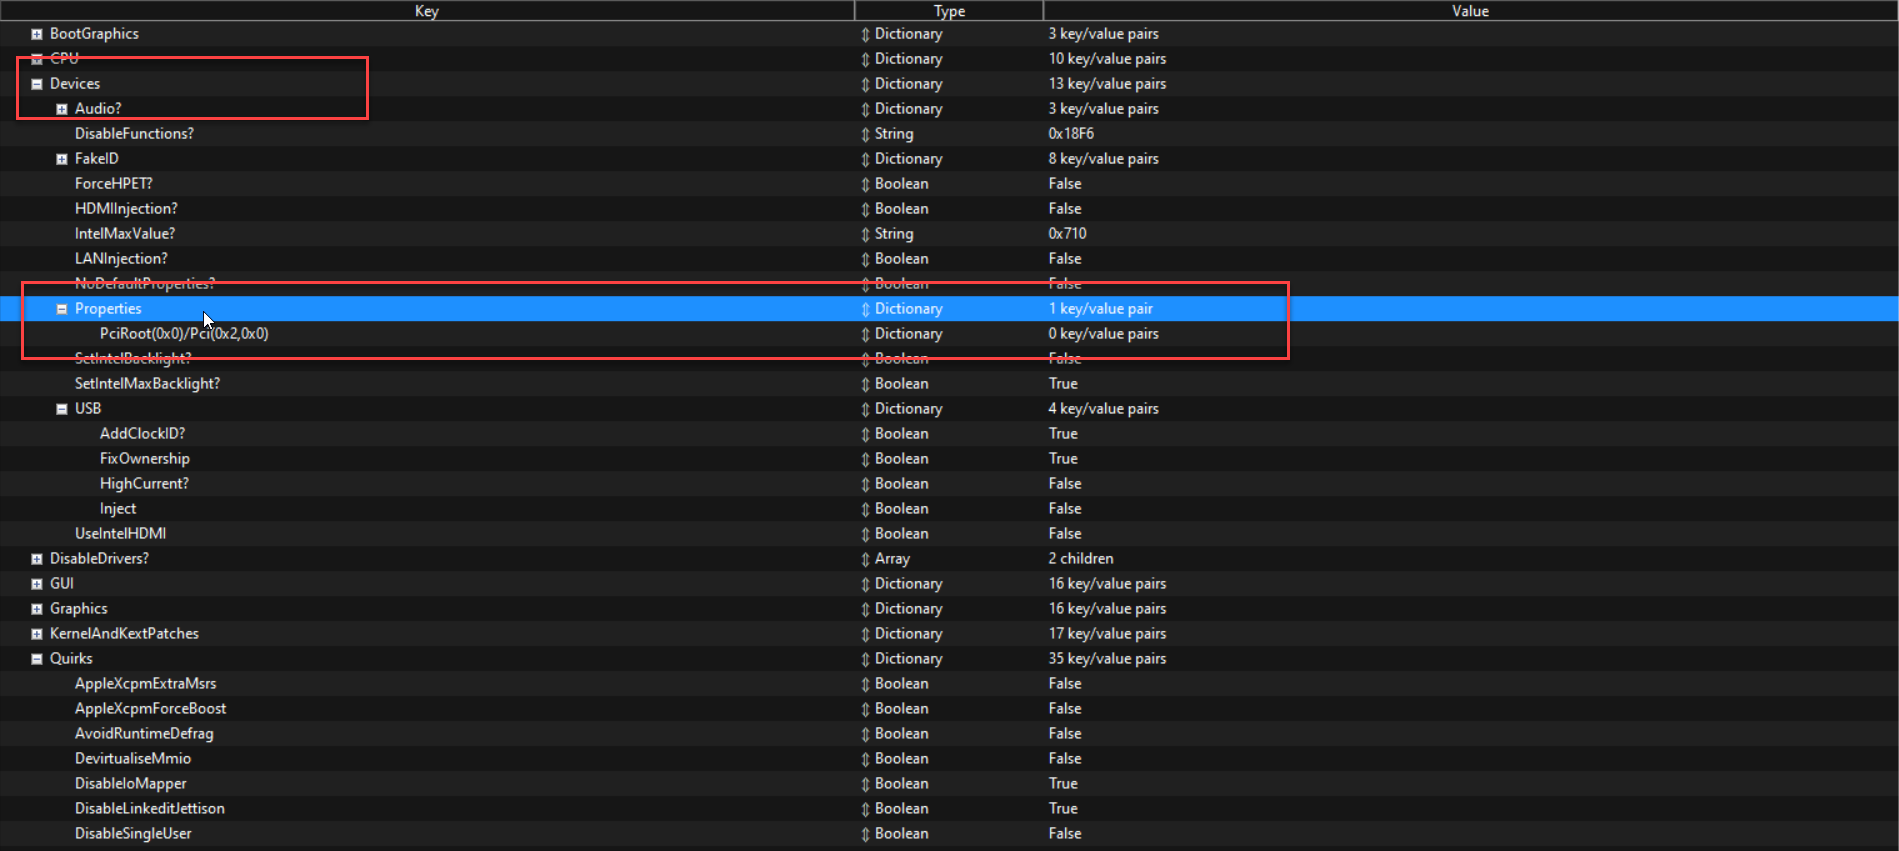 Key Type Value
BootGraphics Dictionary 3 key/value pairs
CPU Dictionary 10 key/value pairs
Devices Dictionary 13 key/value pairs
Audio? Dictionary 3 key/value pairs
DisableFunctions? String 0x18F6
FakeID Dictionary 8 key/value pairs
ForceHPET? Boolean False
HDMIInjection? Boolean False
IntelMaxValue? String 0x710
LANInjection? Boolean False
NoDefaultProperties? Boolean False
Properties Dictionary 1 key/value pair
PciRoot(0x0)/Pci(0x2,0x0) Dictionary 0 key/value pairs
SetIntelBacklight? Boolean False
SetIntelMaxBacklight? Boolean True
USB Dictionary 4 key/value pairs
AddClockID? Boolean True
FixOwnership Boolean True
HighCurrent? Boolean False
Inject Boolean False
UseIntelHDMI Boolean False
DisableDrivers? Array 2 children
GUI Dictionary 16 key/value pairs
Graphics Dictionary 16 key/value pairs
KernelAndKextPatches Dictionary 17 key/value pairs
Quirks Dictionary 35 key/value pairs
AppleXcpmExtraMsrs Boolean False
AppleXcpmForceBoost Boolean False
AvoidRuntimeDefrag Boolean False
DevirtualiseMmio Boolean False
DisableIoMapper Boolean True
DisableLinkeditJettison Boolean True
DisableSingleUser Boolean False